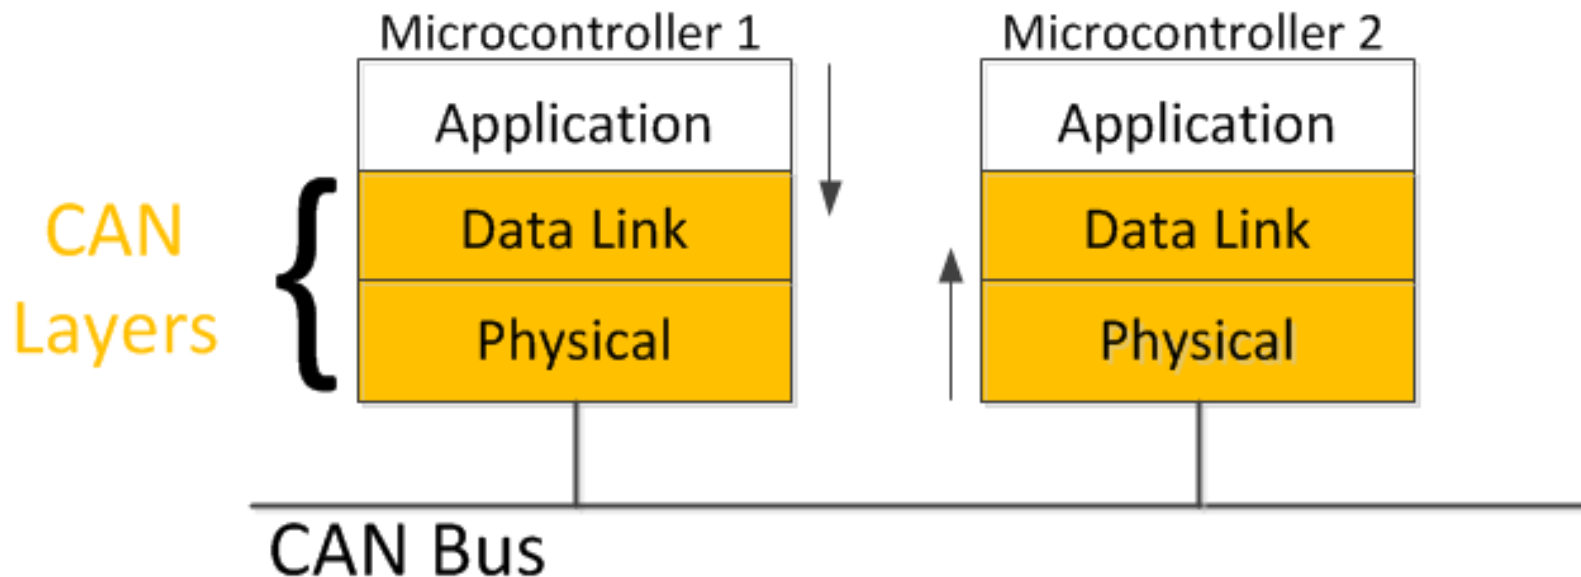 Microcontroller 1
Microcontroller 2
Application
Application
CAN
Layers
Data Link
Data Link
Physical
Physical
CAN Bus